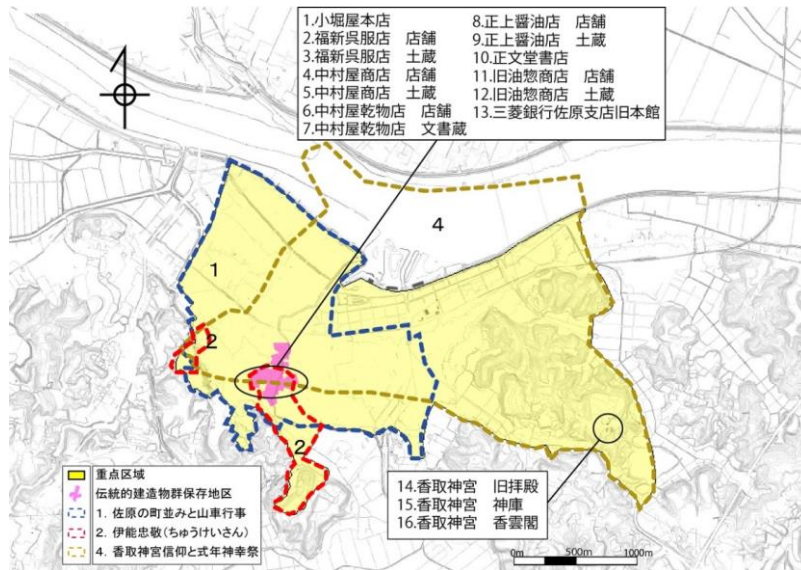 1.小堀屋本店
2.福新呉服店 店舗
3.福新呉服店 土蔵
4.中村屋商店 店舗
5.中村屋商店 土蔵
6.中村屋乾物店 店舗
7.中村屋乾物店 文書蔵
8.正上醤油店 店舗
9.正上醤油店 土蔵
10.正文堂書店
11.旧油惣商店 店舗
12.旧油惣商店 土蔵
13.三菱銀行佐原支店旧本館
4
1
2
2
重点区域
伝統的建造物群保存地区
1. 佐原の町並みと山車行事
2. 伊能忠敬(ちゅうけいさん)
4. 香取神宮信仰と式年神幸祭
14.香取神宮 旧拝殿
15.香取神宮 神庫
16.香取神宮 香雲閣
0m 500m 1000m